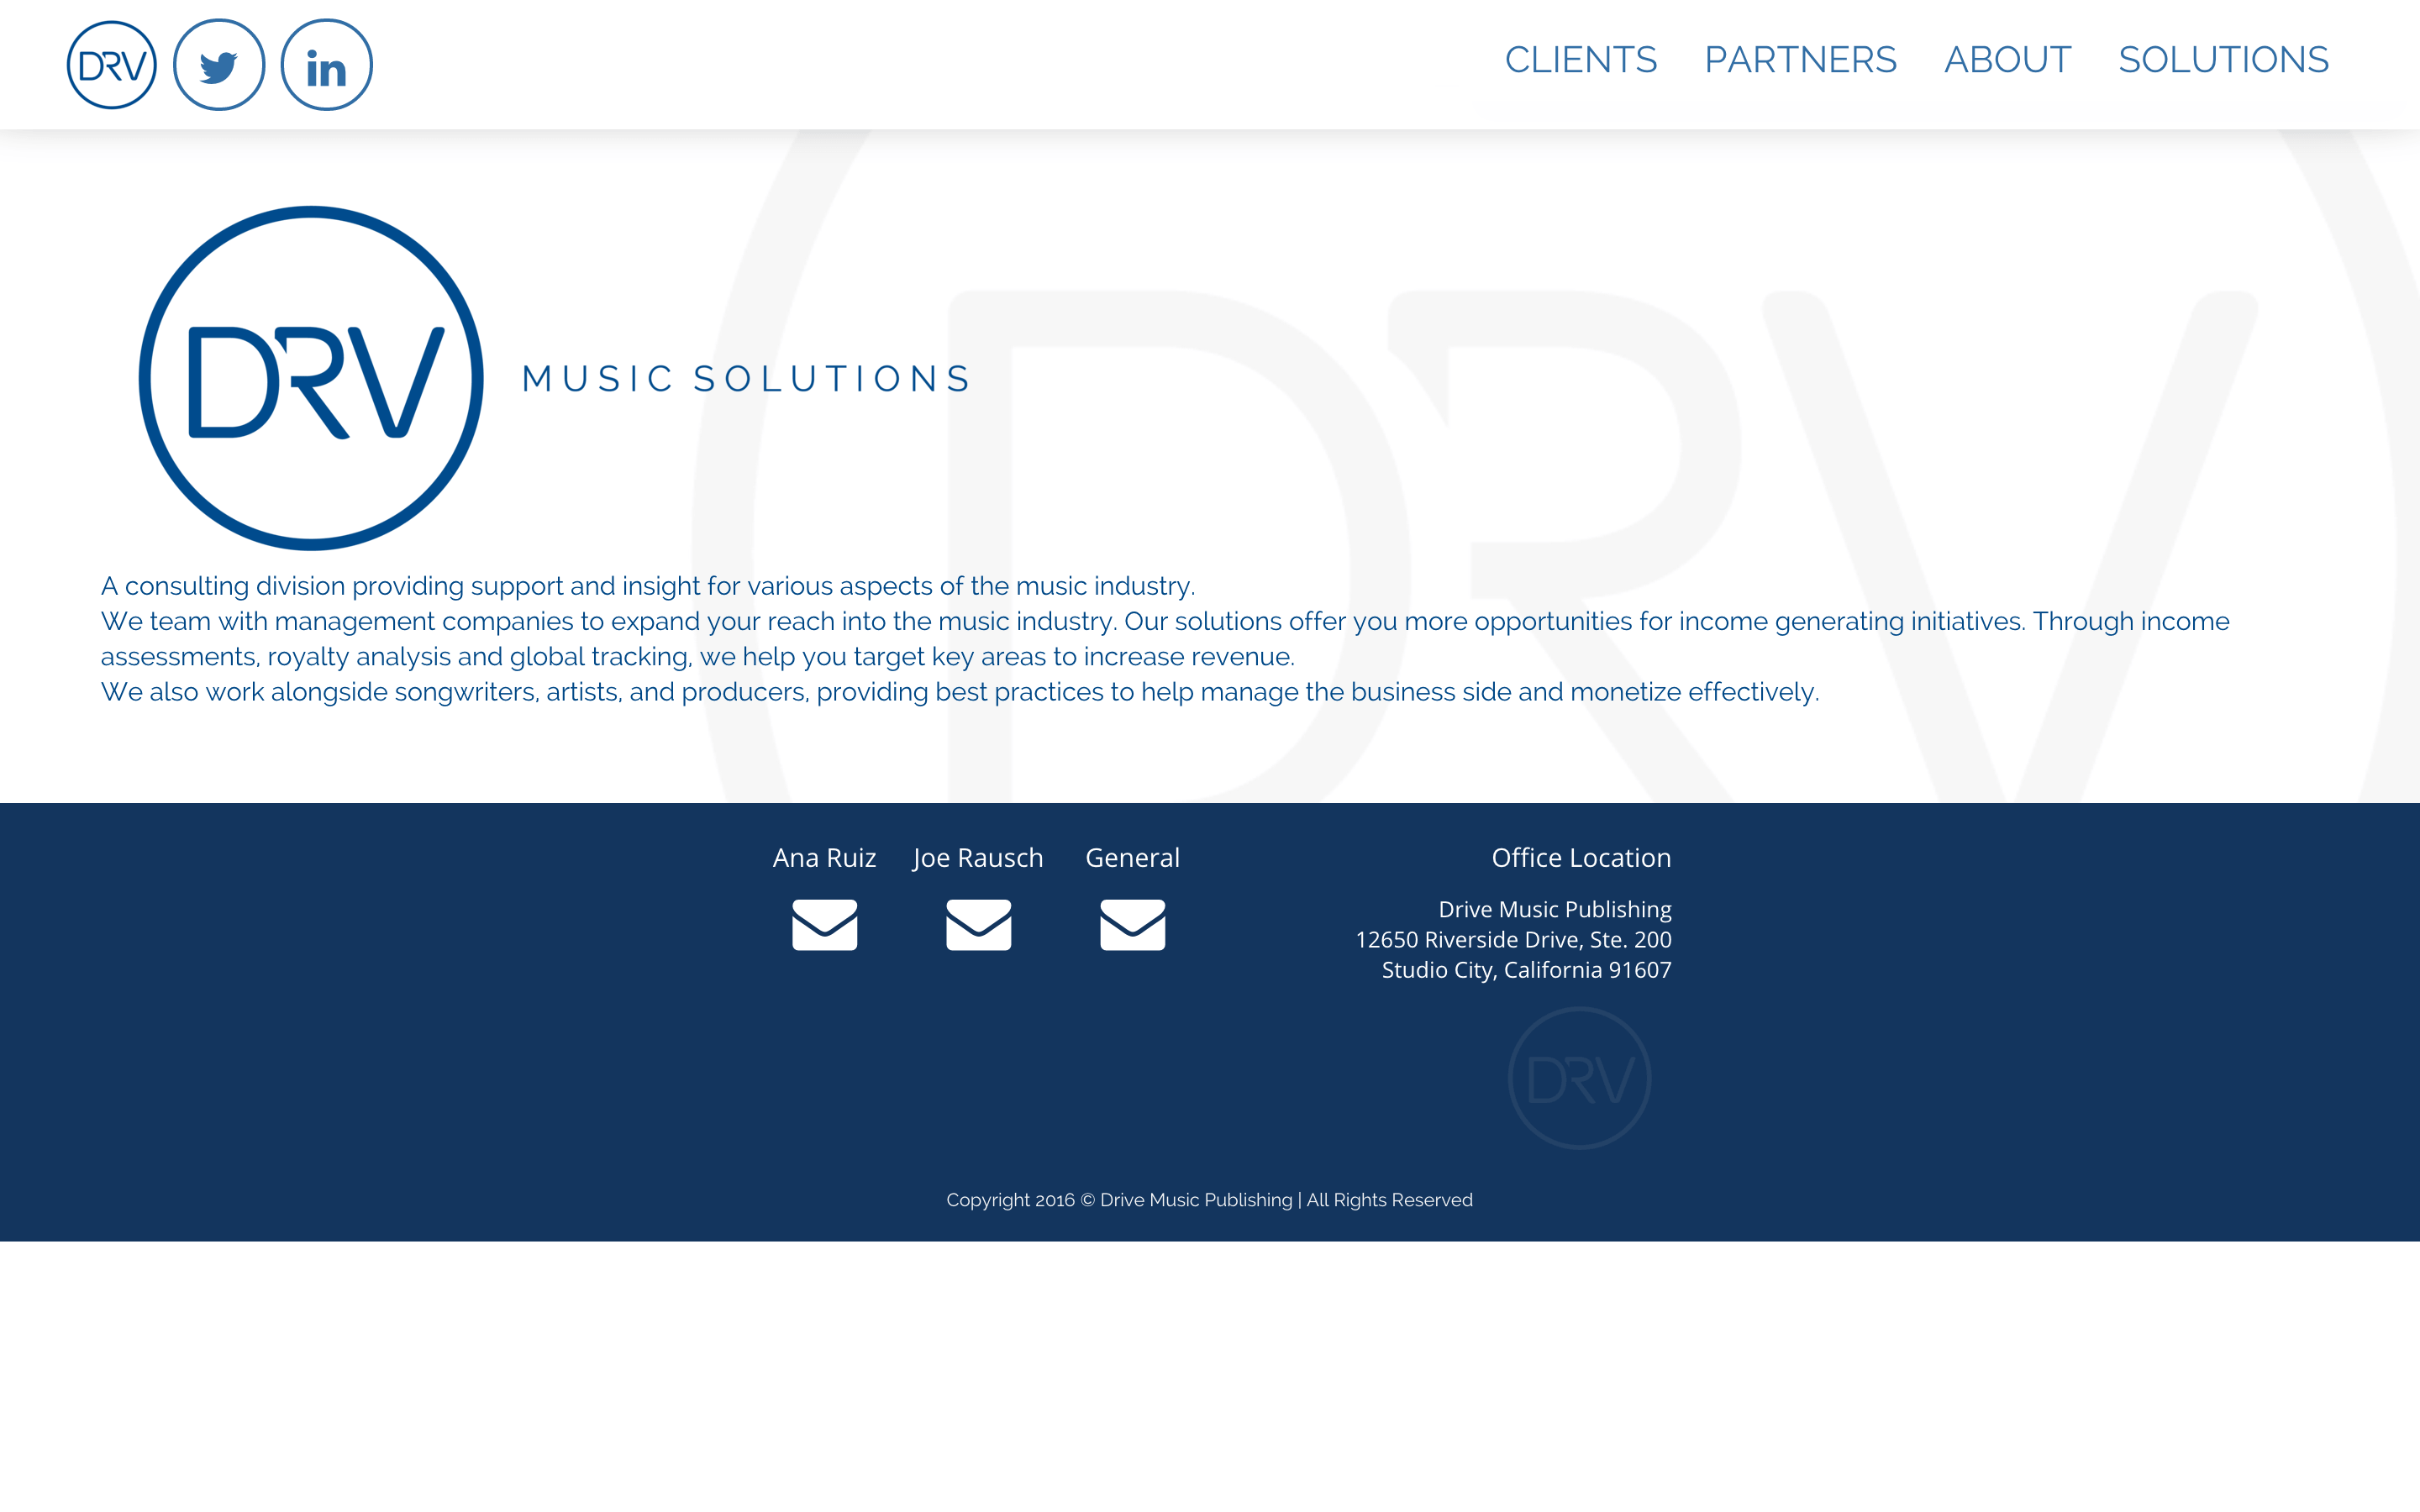 DRV
CLIENTS PARTNERS ABOUT SOLUTIONS
DRV
MUSIC SOLUTIONS
DRV
A consulting division providing support and insight for various aspects of the music industry.
We team with management companies to expand your reach into the music industry. Our solutions offer you more opportunities for income generating initiatives. Through income
assessments, royalty analysis and global tracking, we help you target key areas to increase revenue.
We also work alongside songwriters, artists, and producers, providing best practices to help manage the business side and monetize effectively.
Ana Ruiz
Joe Rausch
General
Office Location
Drive Music Publishing
12650 Riverside Drive, Ste. 200
Studio City, California 91607
DRV
Copyright 2016 © Drive Music Publishing | All Rights Reserved